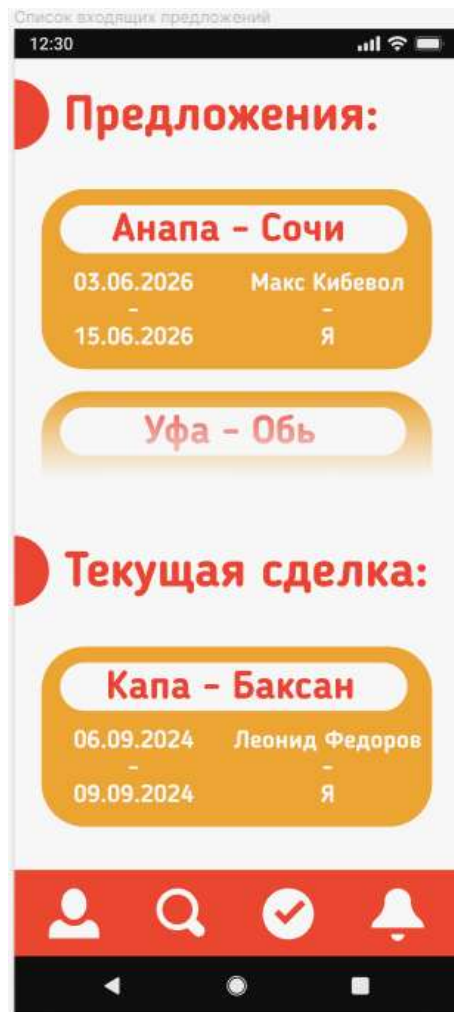 Список входящих предложений
12:30
Предложения:
Анапа - Сочи
03.06.2026 Макс Кибевол
- -
15.06.2026 Я
Уфа - Обь
Текущая сделка:
Капа - Баксан
06.09.2024 Леонид Федоров
- -
09.09.2024 Я